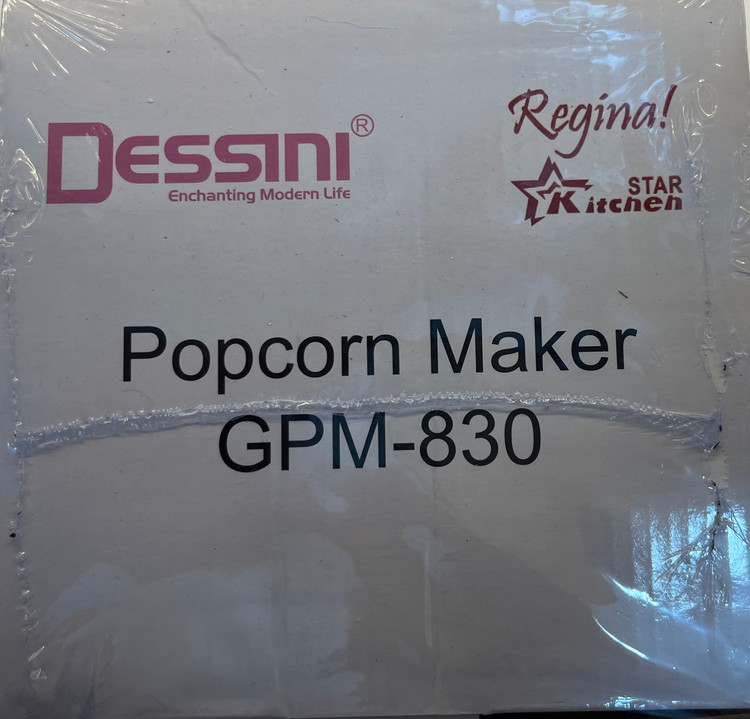 DESSINI®
Enchanting Modern Life
Regina!
STAR
Kitchen
Popcorn Maker
GPM-830